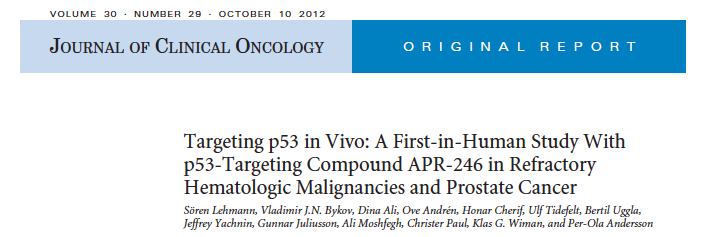 VOLUME 30 · NUMBER 29 · OCTOBER 10 2012
JOURNAL OF CLINICAL ONCOLOGY
ORIGINAL REPORT
Targeting p53 in Vivo: A First-in-Human Study With
p53-Targeting Compound APR-246 in Refractory
Hematologic Malignancies and Prostate Cancer
Sören Lehmann, Vladimir J.N. Bykov, Dina Ali, Ove Andrén, Honar Cherif, Ulf Tidefelt, Bertil Uggla,
Jeffrey Yachnin, Gunnar Juliusson, Ali Moshfegh, Christer Paul, Klas G. Wiman, and Per-Ola Andersson